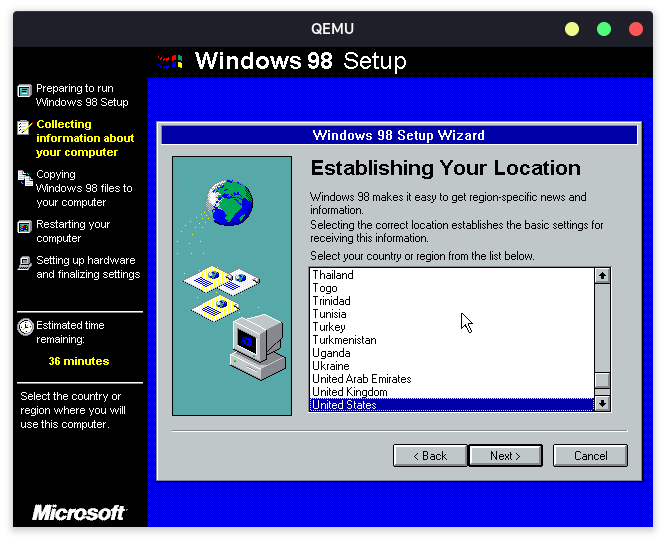 QEMU
Windows 98 Setup
Preparing to run
Windows 98 Setup
Collecting
information about
your computer
Copying
Windows 98 files to
your computer
Restarting your
computer
Setting up hardware
and finalizing settings
Estimated time
remaining:
36 minutes
Select the country or
region where you will
use this computer.
Microsoft
Windows 98 Setup Wizard
Establishing Your Location
Windows 98 makes it easy to get region-specific news and
information.
Selecting the correct location establishes the basic settings for
receiving this information.
Select your country or region from the list below.
Thailand
Togo
Trinidad
Tunisia
Turkey
Turkmenistan
Uganda
Ukraine
United Arab Emirates
United Kingdom
United States
< Back
Next >
Cancel